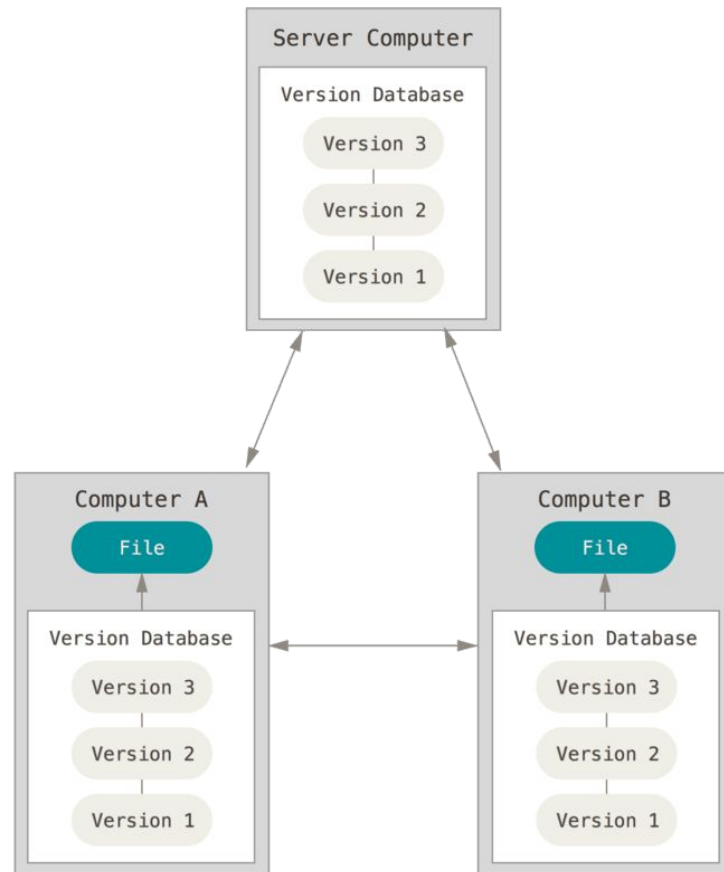 Server Computer
Version Database
Version 3
Version 2
Version 1
Computer A
File
Version Database
Version 3
Version 2
Version 1
Computer B
File
Version Database
Version 3
Version 2
Version 1